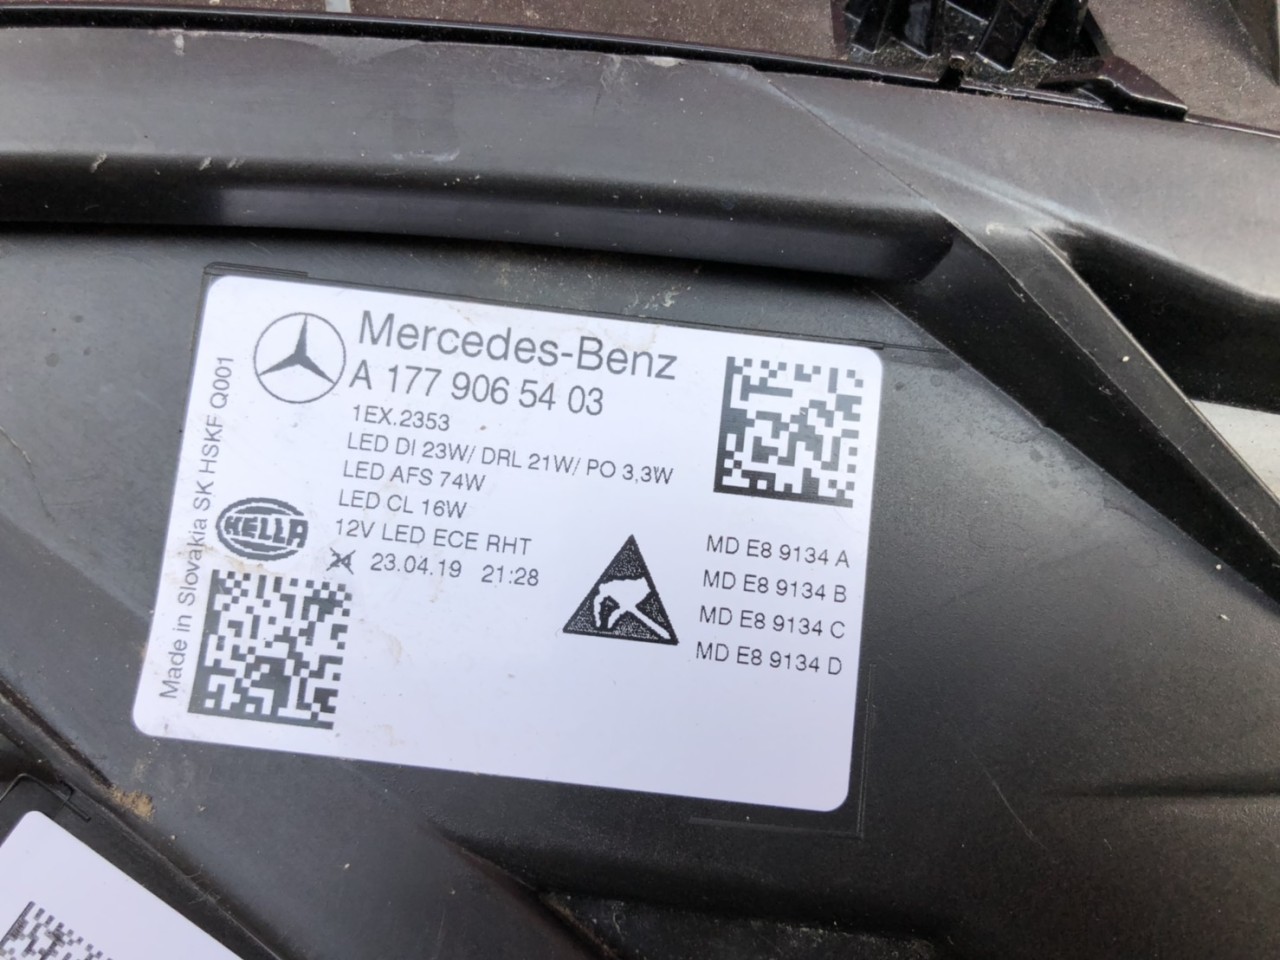 Mercedes-Benz
A 177 906 54 03
1EX.2353
LED DI 23W/ DRL 21W/ PO 3,3W
LED AFS 74W
LED CL 16W
12V LED ECE RHT
24 23.04.19 21:28
HELLA
Made in Slovakia SK HSKF Q001
MD E8 9134 A
MD E8 9134 B
MD E8 9134 C
MD E8 9134 D